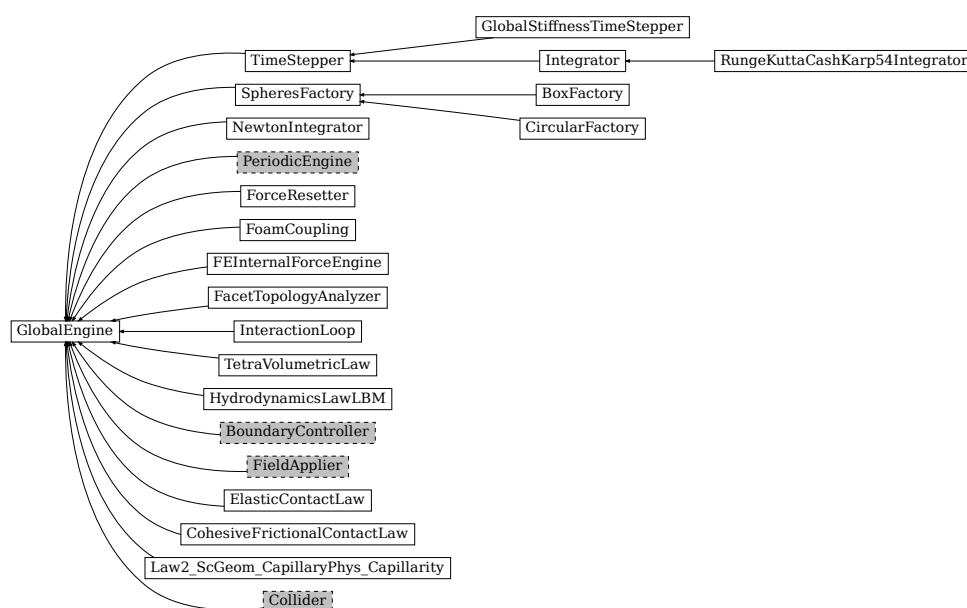 GlobalStiffnessTimeStepper
TimeStepper
Integrator
RungeKuttaCashKarp54Integrator
SpheresFactory
BoxFactory
NewtonIntegrator
CircularFactory
PeriodicEngine
ForceResetter
FoamCoupling
FEInternalForceEngine
FacetTopologyAnalyzer
GlobalEngine
InteractionLoop
TetraVolumetricLaw
HydrodynamicsLawLBM
BoundaryController
FieldApplier
ElasticContactLaw
CohesiveFrictionalContactLaw
Law2_ScGeom_CapillaryPhys_Capillarity
Collider